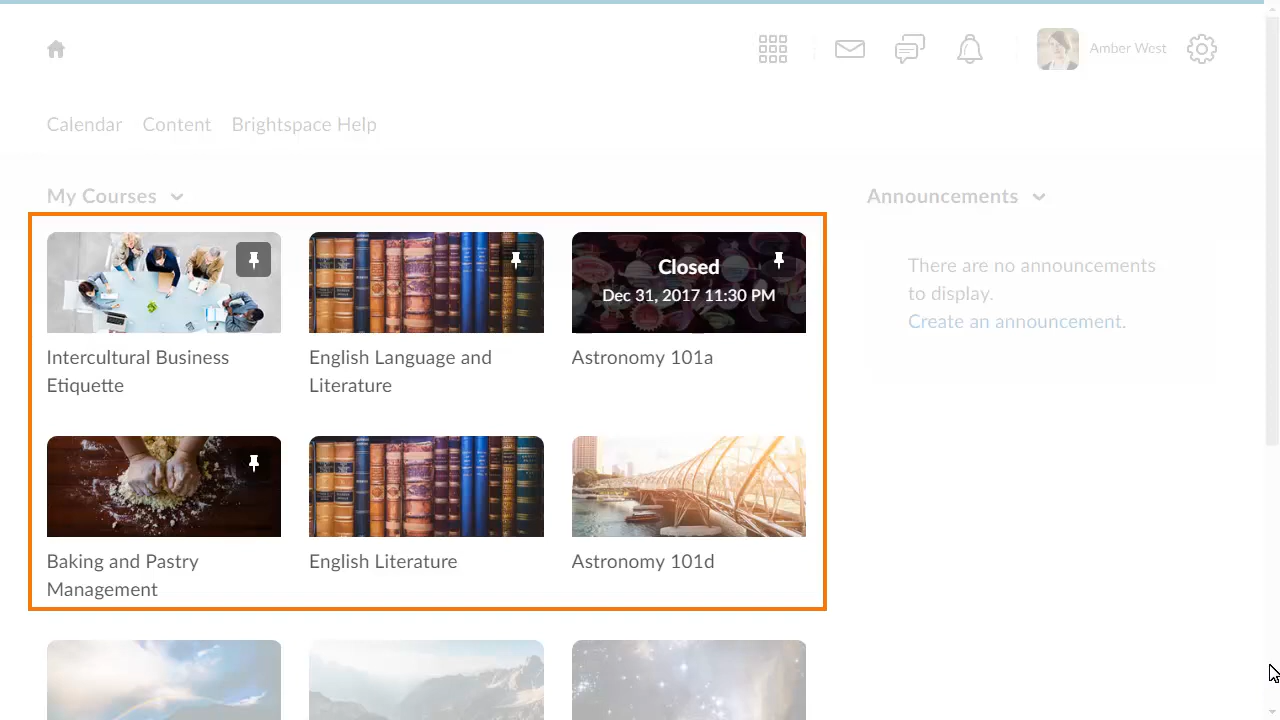 Amber West
Calendar Content Brightspace Help
My Courses
Announcements
Closed
Dec 31, 2017 11:30 PM
Intercultural Business
Etiquette
English Language and
Literature
Astronomy 101a
There are no announcements
to display.
Create an announcement.
Baking and Pastry
Management
English Literature
Astronomy 101d